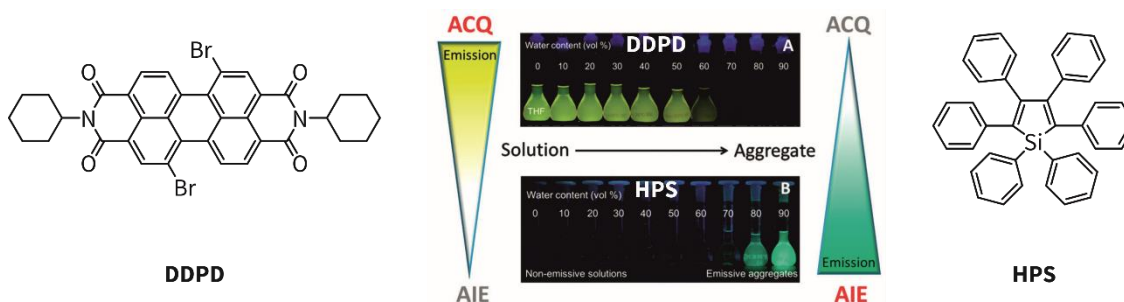 Br
O
O
N
N
O
O
Br
DDPD
ACQ
Emission
AIE
DDPD
A
Water content (vol %)
0 10 20 30 40 50 60 70 80 90
THF
Solution
Aggregate
HPS
B
Water content (vol %)
0 10 20 30 40 50 60 70 80 90
Non-emissive solutions
Emissive aggregates
ACQ
Emission
AIE
Si
HPS